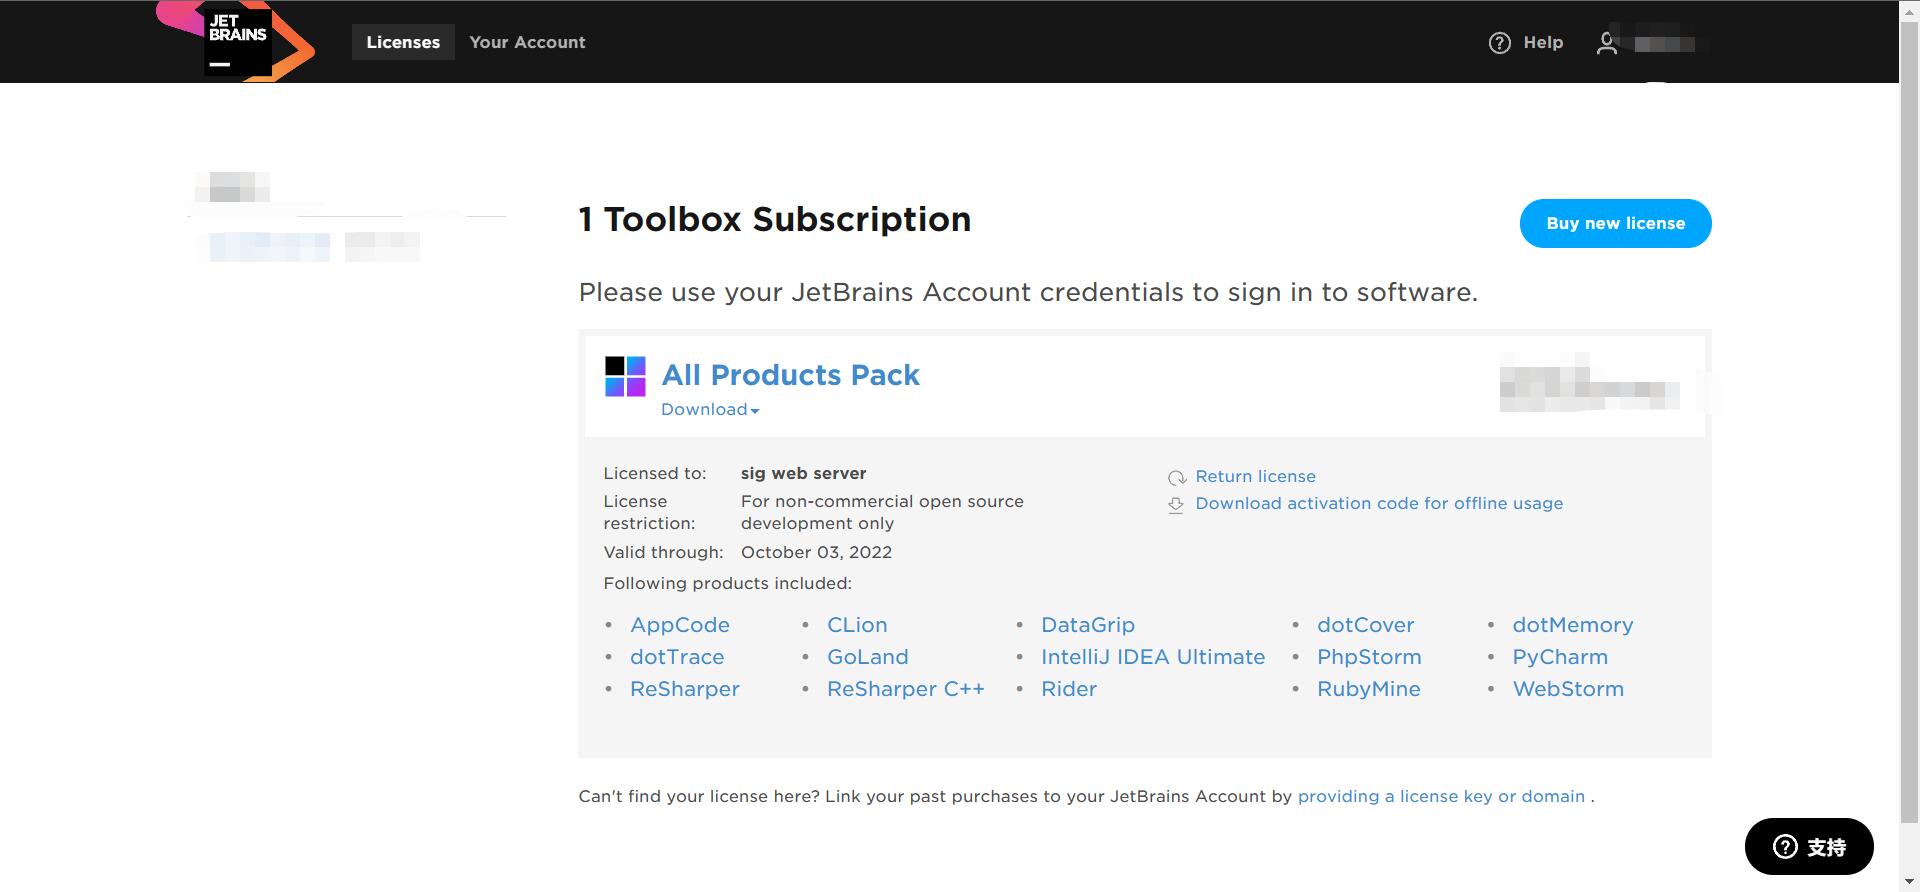 JET
BRAINS
Licenses
Your Account
Help
1 Toolbox Subscription
Buy new license
Please use your JetBrains Account credentials to sign in to software.
All Products Pack
Download
Licensed to: sig web server
License restriction: For non-commercial open source development only
Valid through: October 03, 2022
Return license
Download activation code for offline usage
Following products included:
• AppCode • CLion • DataGrip • dotCover • dotMemory
• dotTrace • GoLand • IntelliJ IDEA Ultimate • PhpStorm • PyCharm
• ReSharper • ReSharper C++ • Rider • RubyMine • WebStorm
Can't find your license here? Link your past purchases to your JetBrains Account by providing a license key or domain .
支持